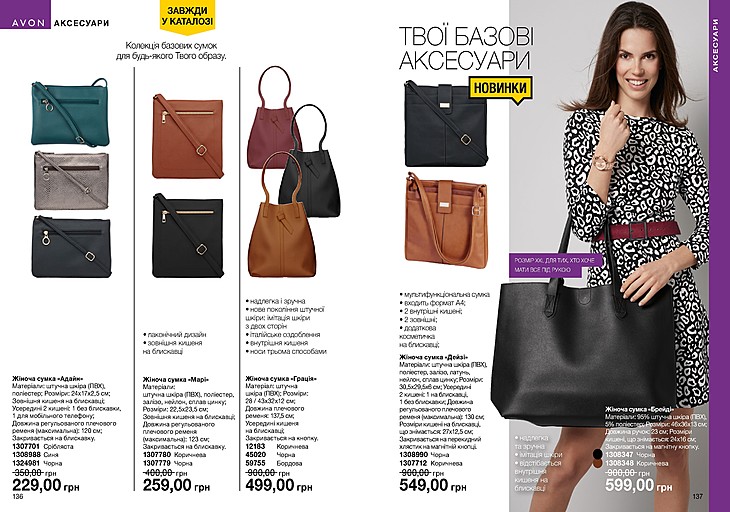 AVON АКСЕСУАРИ
ЗАВЖДИ
У КАТАЛОЗІ
Колекція базових сумок
для будь-якого Твого образу.
• лаконічний дизайн
• зовнішня кишеня
на блискавці
• надлегка і зручна
• нове покоління штучної
шкіри: імітація шкіри
з двох сторін
• італійське оздоблення
• внутрішня кишеня
• носи трьома способами
Жіноча сумка «Адайн»
Матеріали: штучна шкіра (ПВХ),
поліестер; Розміри: 24x17x2,5 см;
Зовнішня кишеня на блискавці;
Усередині 2 кишені: 1 без блискавки,
1 для мобільного телефону;
Довжина регульованого плечового
ременя (максимальна): 120 см;
Закривається на блискавку.
1307701 Срібляста
1308988 Синя
1324981 Чорна
350,00 грн
229,00 грн
136
Жіноча сумка «Марі»
Матеріали:
штучна шкіра (ПВХ), поліестер,
залізо, нейлон, сплав цинку;
Розміри: 22,5x23,5 см;
Зовнішня кишеня на блискавці;
Довжина регульованого
плечового ременя
(максимальна): 123 см;
Закривається на блискавку.
1307780 Коричнева
1307779 Чорна
400,00 грн
259,00 грн
Жіноча сумка «Грація»
Матеріали: штучна
шкіра (ПВХ); Розміри:
28 / 43x32x12 см;
Довжина плечового
ременя: 137,5 см;
Усередині кишеня
на блискавці;
Закривається на кнопку.
12183 Коричнева
45020 Чорна
59755 Бордова
900,00 грн
499,00 грн
ТВОЇ БАЗОВІ
АКСЕСУАРИ
НОВИНКИ
• мультифункціональна сумка
• входить формат А4;
• 2 внутрішні кишені;
• 2 зовнішні;
• додаткова
косметичка
на блискавці;
Жіноча сумка «Дейзі»
Матеріали: штучна шкіра (ПВХ),
поліестер, залізо, латунь,
нейлон, сплав цинку; Розміри:
30,5x29,5x6 см; Усередині
2 кишені: 1 на блискавці,
1 без блискавки; Довжина
регульованого плечового
ременя (максимальна): 130 см;
Розміри кишені на блискавці,
що знімається: 27x12,5 см;
Закривається на перекидний
хлястик на магнітній кнопці.
1308990 Чорна
1307712 Коричнева
900,00 грн
549,00 грн
РОЗМІР XXL ДЛЯ ТИХ, ХТО ХОЧЕ
МАТИ ВСЕ ПІД РУКОЮ
• надлегка
та зручна
• імітація шкіри
• відстібається
внутрішня
кишеня на
блискавці
Жіноча сумка «Брейді»
Матеріали: 95% штучна шкіра (ПВХ),
5% поліестер; Розміри: 46x36x13 см;
Довжина ручок: 23 см; Розміри
кишені, що знімається: 24x16 см;
Закривається на магнітну кнопку.
1308347 Чорна
1308348 Коричнева
900,00 грн
599,00 грн
137
АКСЕСУАРИ